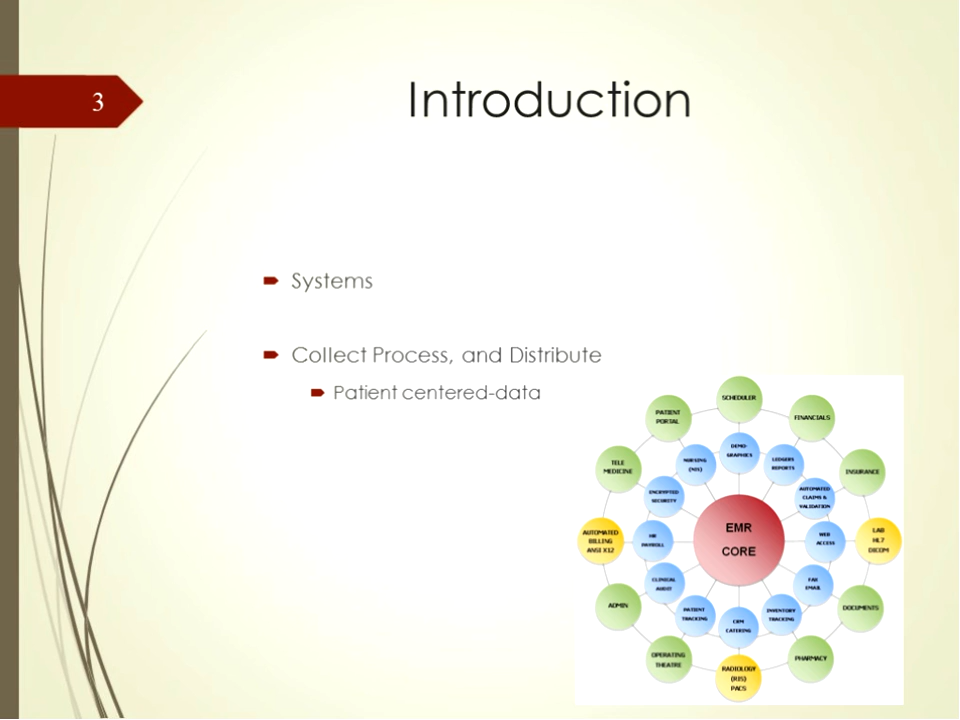 3
Introduction
Systems
Collect Process, and Distribute
Patient centered-data
SCHEDULER
PATIENT
PORTAL
FINANCIALS
DEMO-
GRAPHICS
NURSING
(NIS)
LEDGERS
REPORTS
TELE
MEDICINE
INSURANCE
ENCRYPTED
SECURITY
AUTOMATED
CLAIMS &
VALIDATION
EMR
CORE
AUTOMATED
BILLING
ANSI X12
HR
PAYROLL
WEB
ACCESS
LAB
HL7
DICOM
CLINICAL
AUDIT
FAX
EMAIL
ADMIN
DOCUMENTS
PATIENT
TRACKING
INVENTORY
TRACKING
CRM
CATERING
OPERATING
THEATRE
PHARMACY
RADIOLOGY
(RIS)
PACS